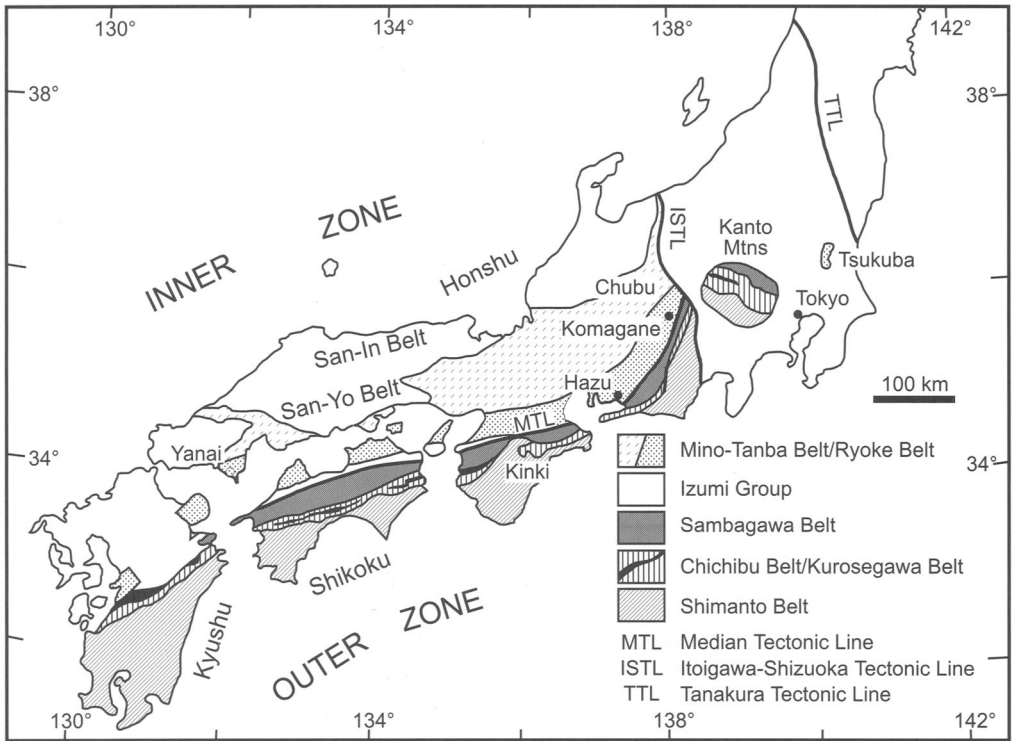 130°
134°
138°
142°
38°
38°
TTL
INNER ZONE
Honshu
ISTL
Kanto
Mtns
Tsukuba
Tokyo
Chubu
Komagane
San-In Belt
San-Yo Belt
Hazu
100 km
MTL
Yanai
Kinki
34°
34°
Shikoku
Kyushu
OUTER ZONE
Mino-Tanba Belt/Ryoke Belt
Izumi Group
Sambagawa Belt
Chichibu Belt/Kurosegawa Belt
Shimanto Belt
MTL Median Tectonic Line
ISTL Itoigawa-Shizuoka Tectonic Line
TTL Tanakura Tectonic Line
130°
134°
138°
142°